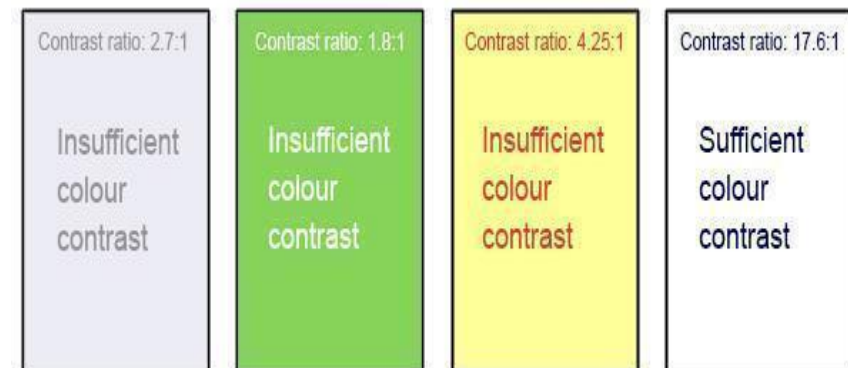 Contrast ratio: 2.7:1
Insufficient
colour
contrast
Contrast ratio: 1.8:1
Insufficient
colour
contrast
Contrast ratio: 4.25:1
Insufficient
colour
contrast
Contrast ratio: 17.6:1
Sufficient
colour
contrast